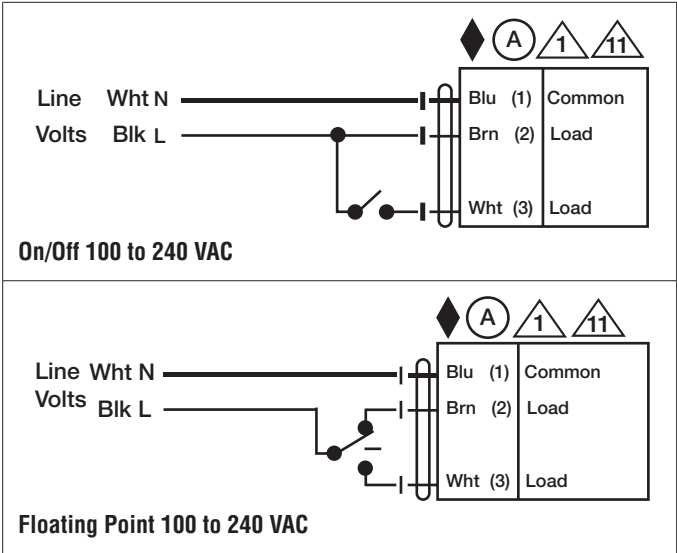 A 1 11
Line Wht N Blu (1) Common
Volts Blk L Brn (2) Load
Wht (3) Load
On/Off 100 to 240 VAC
A 1 11
Line Wht N Blu (1) Common
Volts Blk L Brn (2) Load
Wht (3) Load
Floating Point 100 to 240 VAC